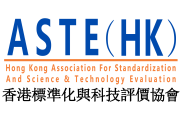 ASTE(HK)
Hong Kong Association For Standardization
And Science & Technology Evaluation
香港標準化與科技評價協會